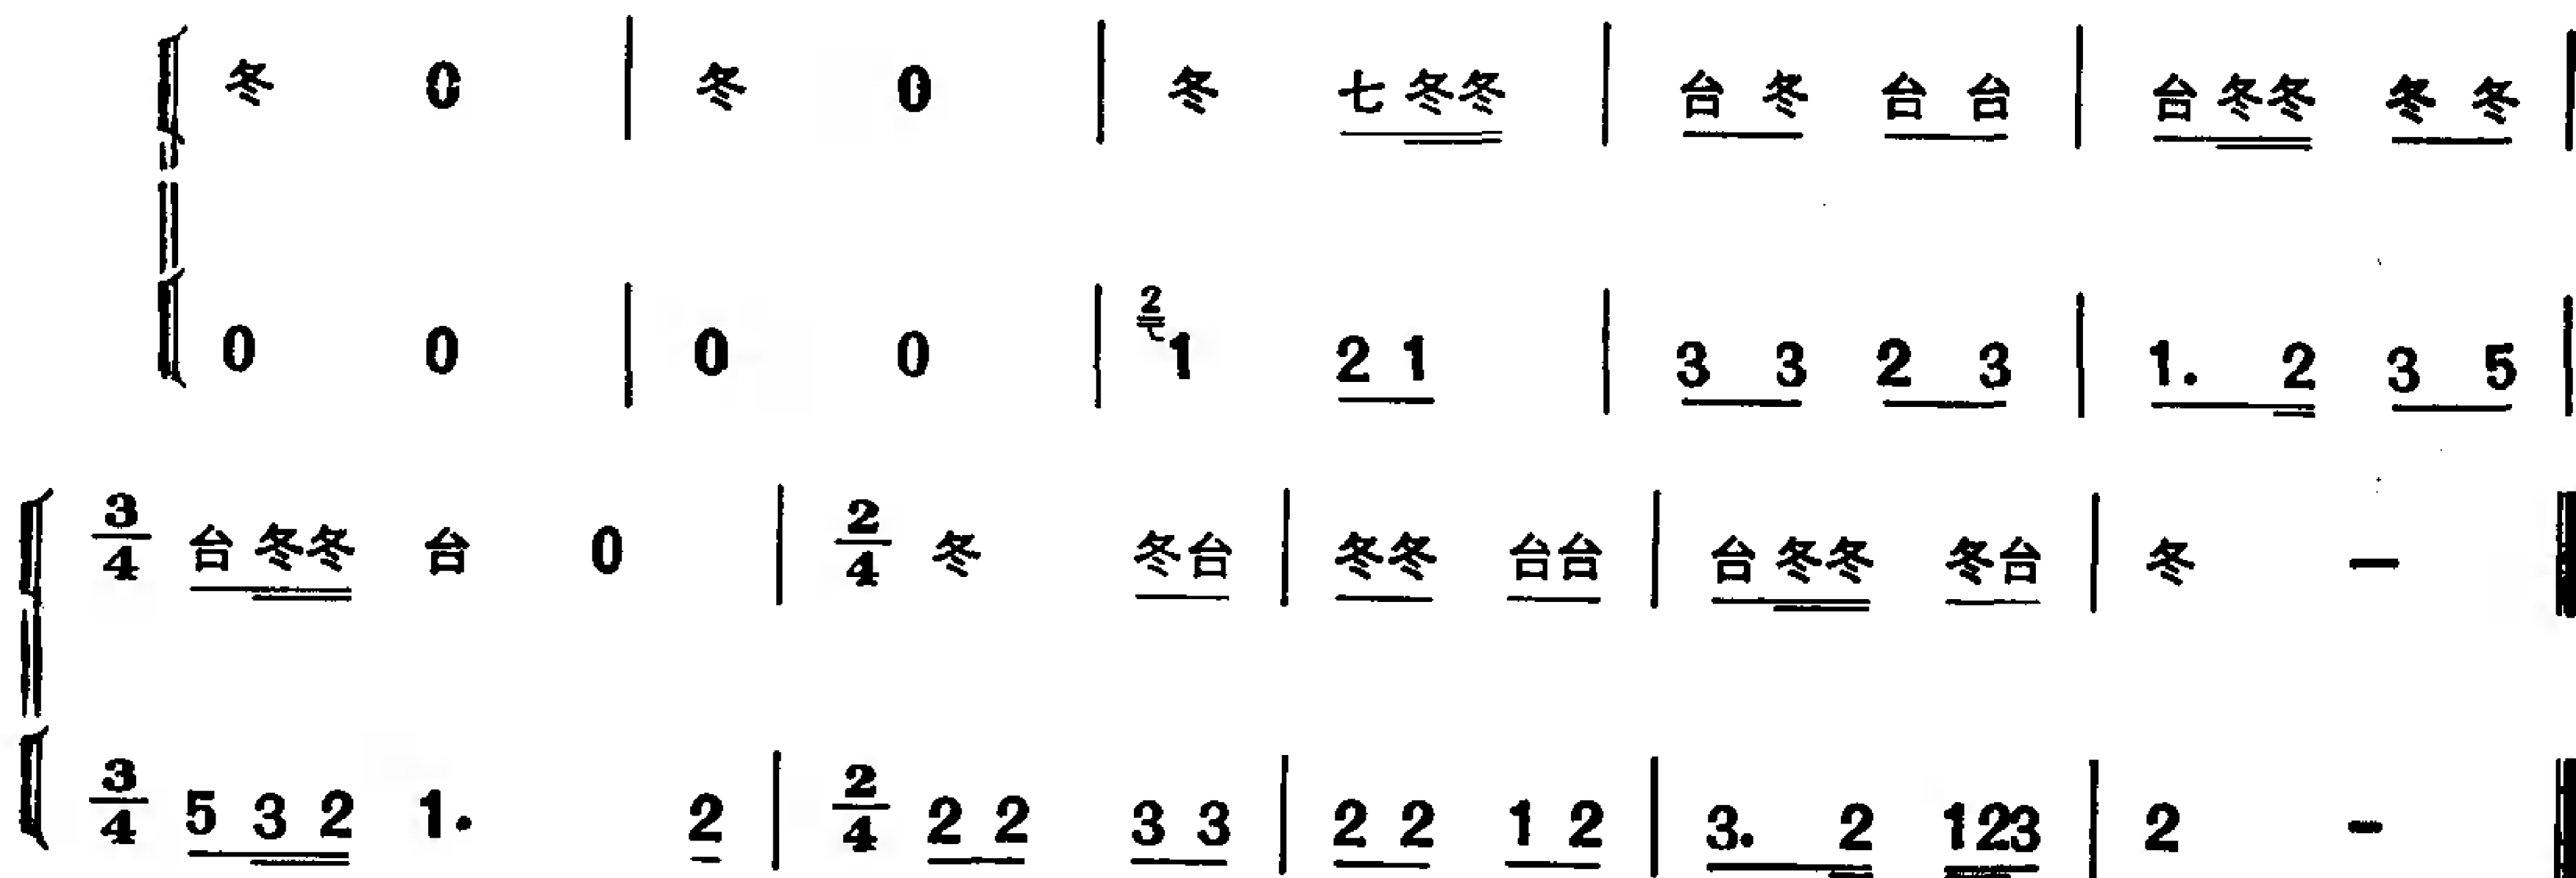 冬 0 | 冬 0 | 冬 七 冬冬 | 台 冬 台 台 | 台 冬冬 冬 冬 |
0 0 | 0 0 | 2 1 2 1 | 3 3 2 3 | 1. 2 3 5 |
3/4 台 冬冬 台 0 | 2/4 冬 冬台 | 冬冬 台台 | 台 冬冬 冬台 | 冬 –
3/4 5 3 2 1. 2 | 2/4 2 2 3 3 | 2 2 1 2 | 3. 2 123 | 2 –